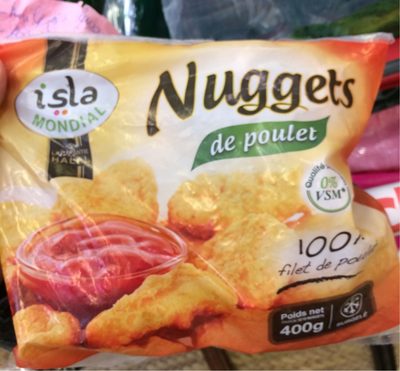 isla
MONDIAL
HALAL
Nuggets
de poulet
Qualité
0%
VSM*
100%
filet de poulet
Poids net
400g
SURGELÉ